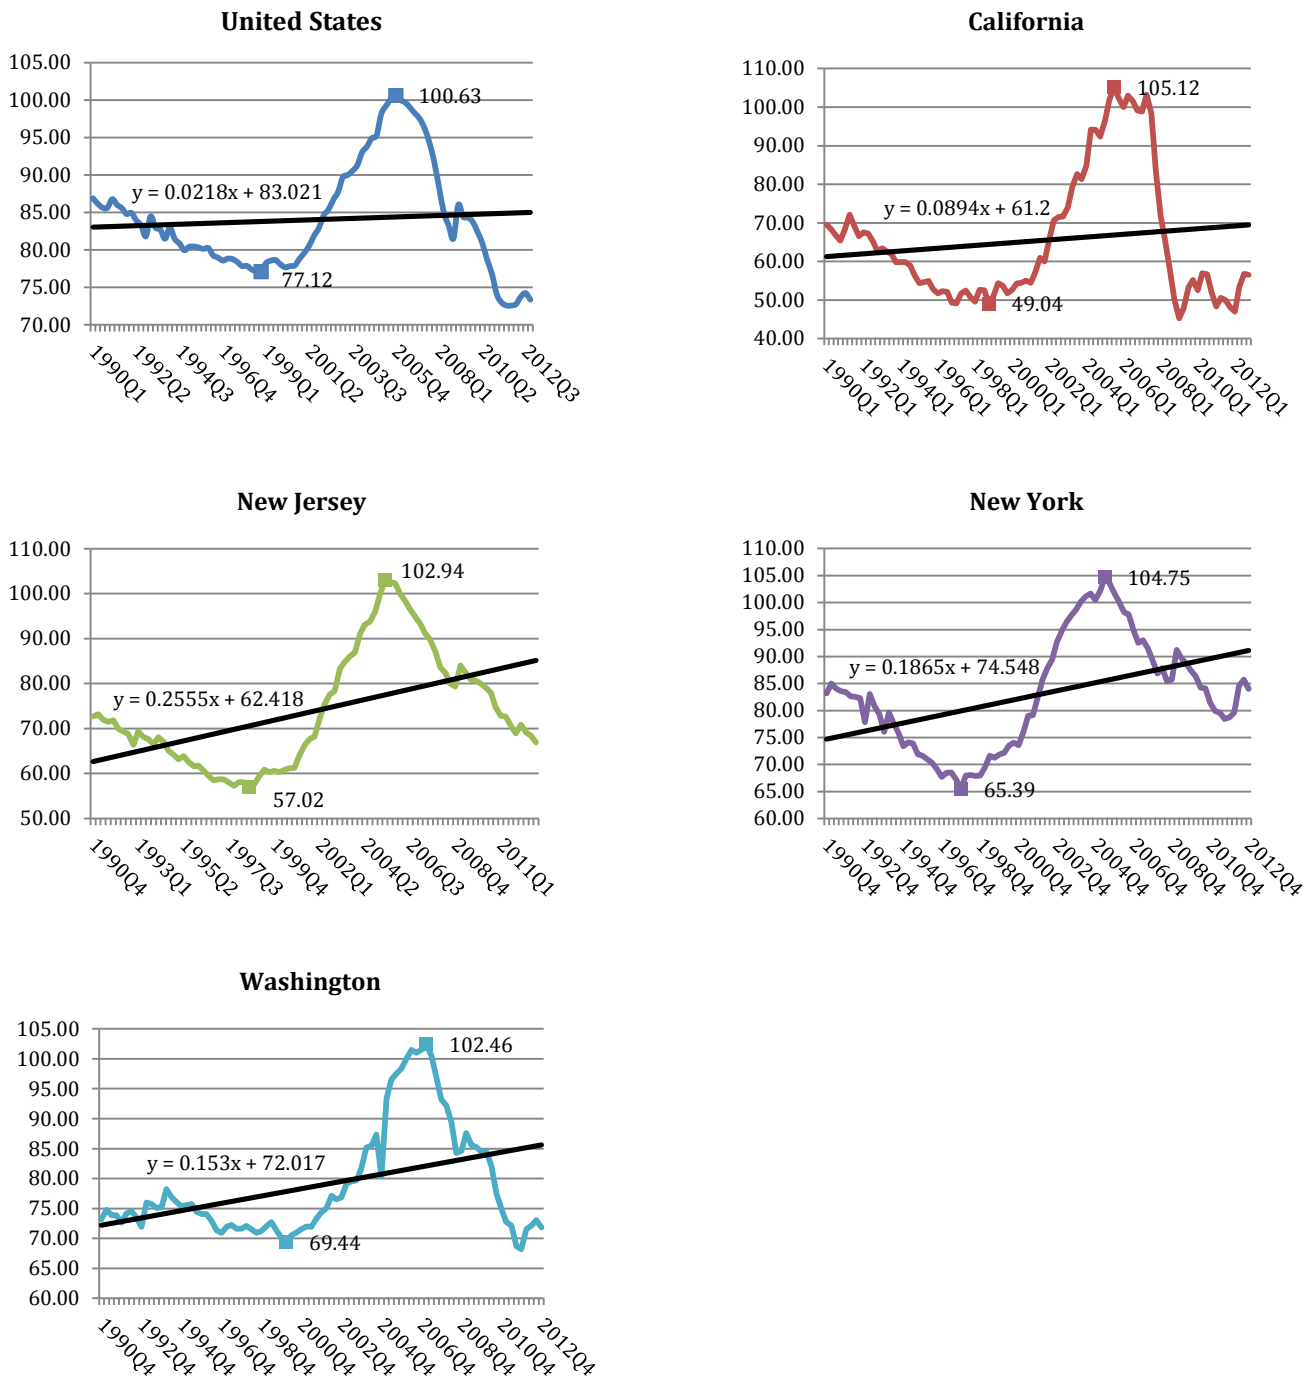 United States
105.00
100.00
95.00
90.00
85.00
80.00
75.00
70.00
100.63
y = 0.0218x + 83.021
77.12
1990Q1
1992Q2
1994Q3
1996Q4
1999Q1
2001Q2
2003Q3
2005Q4
2008Q1
2010Q2
2012Q3
California
110.00
100.00
90.00
80.00
70.00
60.00
50.00
40.00
105.12
y = 0.0894x + 61.2
49.04
1990Q1
1992Q1
1994Q1
1996Q1
1998Q1
2000Q1
2002Q1
2004Q1
2006Q1
2008Q1
2010Q1
2012Q1
New Jersey
110.00
100.00
90.00
80.00
70.00
60.00
50.00
102.94
y = 0.2555x + 62.418
57.02
1990Q4
1993Q1
1995Q2
1997Q3
1999Q4
2002Q1
2004Q2
2006Q3
2008Q4
2011Q1
New York
110.00
105.00
100.00
95.00
90.00
85.00
80.00
75.00
70.00
65.00
60.00
104.75
y = 0.1865x + 74.548
65.39
1990Q4
1992Q4
1994Q4
1996Q4
1998Q4
2000Q4
2002Q4
2004Q4
2006Q4
2008Q4
2010Q4
2012Q4
Washington
105.00
100.00
95.00
90.00
85.00
80.00
75.00
70.00
65.00
60.00
102.46
y = 0.153x + 72.017
69.44
1990Q4
1992Q4
1994Q4
1996Q4
2000Q4
2002Q4
2004Q4
2006Q4
2008Q4
2010Q4
2012Q4